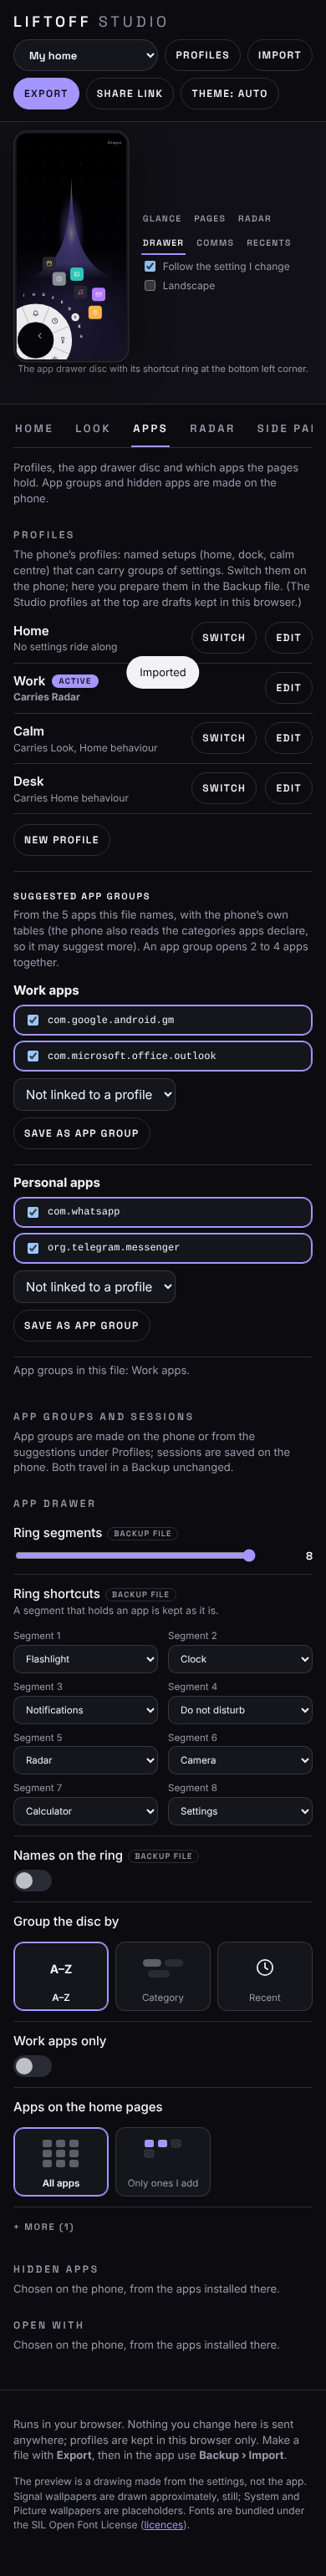 LIFTOFF STUDIO
My home
PROFILES
IMPORT
EXPORT
SHARE LINK
THEME: AUTO
GLANCE PAGES RADAR
DRAWER COMMS RECENTS
Follow the setting I change
Landscape
The app drawer disc with its shortcut ring at the bottom left corner.
HOME LOOK APPS RADAR SIDE PA
Profiles, the app drawer disc and which apps the pages
hold. App groups and hidden apps are made on the
phone.
PROFILES
The phone's profiles: named setups (home, dock, calm
centre) that can carry groups of settings. Switch them on
the phone; here you prepare them in the Backup file. (The
Studio profiles at the top are drafts kept in this browser.)
Home
No settings ride along
SWITCH
EDIT
Work ACTIVE
Carries Radar
EDIT
Imported
Calm
Carries Look, Home behaviour
SWITCH
EDIT
Desk
Carries Home behaviour
SWITCH
EDIT
NEW PROFILE
SUGGESTED APP GROUPS
From the 5 apps this file names, with the phone's own
tables (the phone also reads the categories apps declare,
so it may suggest more). An app group opens 2 to 4 apps
together.
Work apps
com.google.android.gm
com.microsoft.office.outlook
Not linked to a profile
SAVE AS APP GROUP
Personal apps
com.whatsapp
org.telegram.messenger
Not linked to a profile
SAVE AS APP GROUP
App groups in this file: Work apps.
APP GROUPS AND SESSIONS
App groups are made on the phone or from the
suggestions under Profiles; sessions are saved on the
phone. Both travel in a Backup unchanged.
APP DRAWER
Ring segments BACKUP FILE
8
Ring shortcuts BACKUP FILE
A segment that holds an app is kept as it is.
Segment 1 Segment 2
Flashlight Clock
Segment 3 Segment 4
Notifications Do not disturb
Segment 5 Segment 6
Radar Camera
Segment 7 Segment 8
Calculator Settings
Names on the ring BACKUP FILE
Group the disc by
A–Z
A–Z Category Recent
Work apps only
Apps on the home pages
All apps Only ones I add
+ MORE (1)
HIDDEN APPS
Chosen on the phone, from the apps installed there.
OPEN WITH
Chosen on the phone, from the apps installed there.
Runs in your browser. Nothing you change here is sent
anywhere; profiles are kept in this browser only. Make a
file with Export, then in the app use Backup › Import.
The preview is a drawing made from the settings, not the app.
Signal wallpapers are drawn approximately, still; System and
Picture wallpapers are placeholders. Fonts are bundled under
the SIL Open Font License (licences).